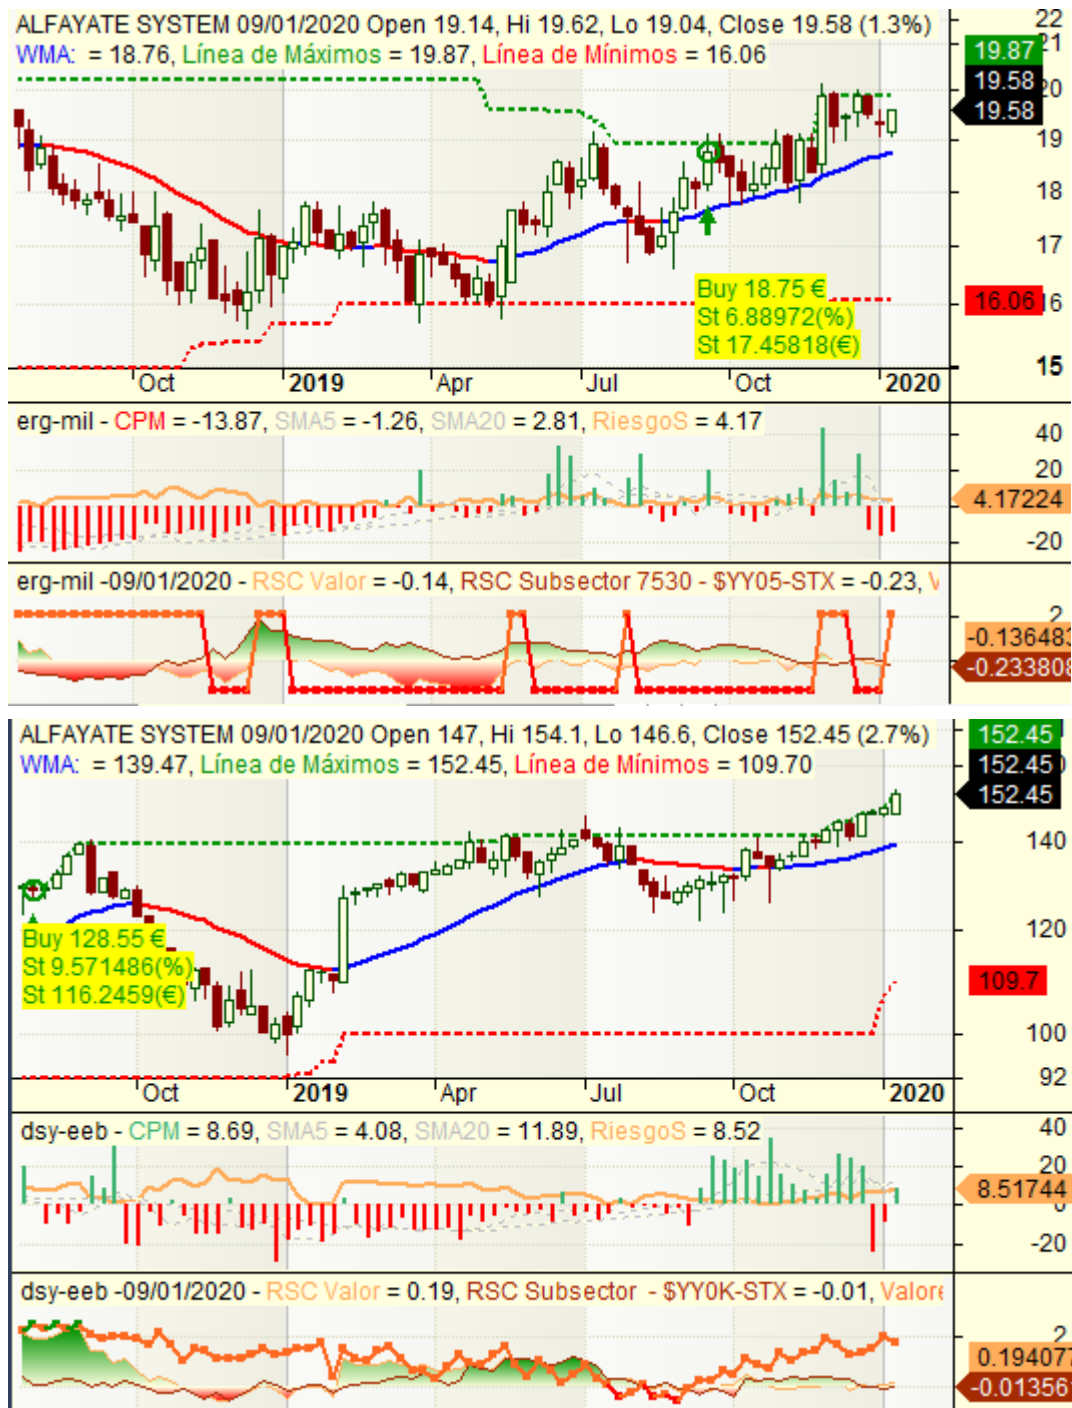 ALFAYATE SYSTEM 09/01/2020 Open 19.14, Hi 19.62, Lo 19.04, Close 19.58 (1.3%)
WMA: = 18.76, Línea de Máximos = 19.87, Línea de Mínimos = 16.06
22
21
19.87
19.58
20
19.58
19
18
17
16.06
16
15
Buy 18.75 €
St 6.88972(%)
St 17.45818(€)
Oct 2019 Apr Jul Oct 2020
erg-mil - CPM = -13.87, SMA5 = -1.26, SMA20 = 2.81, RiesgoS = 4.17
40
20
4.17224
-20
erg-mil -09/01/2020 - RSC Valor = -0.14, RSC Subsector 7530 - $YY05-STX = -0.23,
2
-0.136483
-0.233808
ALFAYATE SYSTEM 09/01/2020 Open 147, Hi 154.1, Lo 146.6, Close 152.45 (2.7%)
WMA: = 139.47, Línea de Máximos = 152.45, Línea de Mínimos = 109.70
152.45
152.45
152.45
140
120
109.7
100
92
Buy 128.55 €
St 9.571486(%)
St 116.2459(€)
Oct 2019 Apr Jul Oct 2020
dsy-eeb - CPM = 8.69, SMA5 = 4.08, SMA20 = 11.89, RiesgoS = 8.52
40
20
8.51744
0
-20
dsy-eeb -09/01/2020 - RSC Valor = 0.19, RSC Subsector - $YY0K-STX = -0.01, Valore
2
0.194077
-0.013561